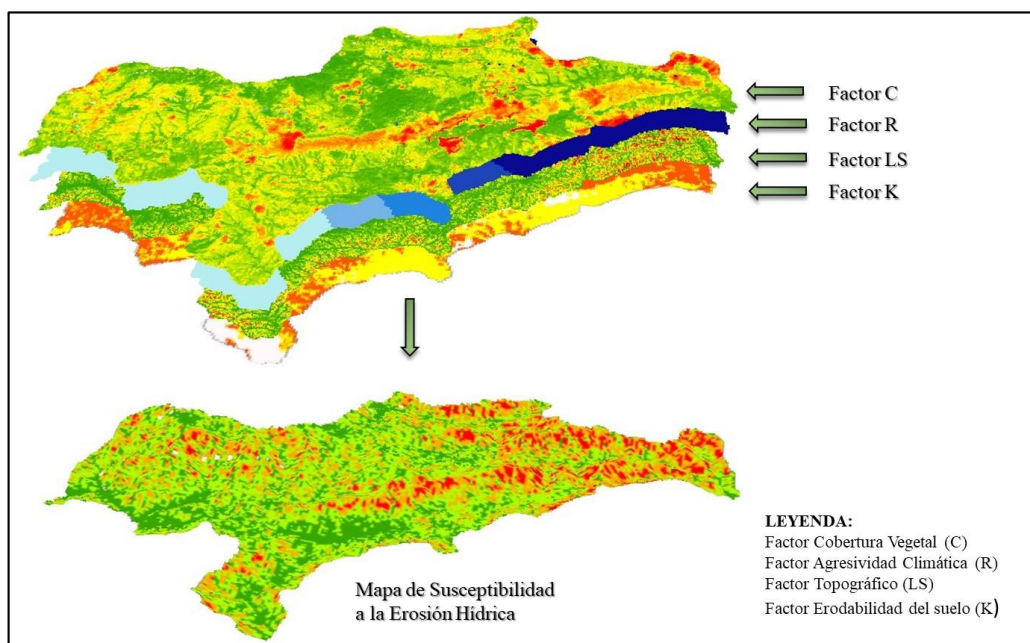 Factor C
Factor R
Factor LS
Factor K
Mapa de Susceptibilidad
a la Erosión Hídrica
LEYENDA:
Factor Cobertura Vegetal (C)
Factor Agresividad Climática (R)
Factor Topográfico (LS)
Factor Erodabilidad del suelo (K)